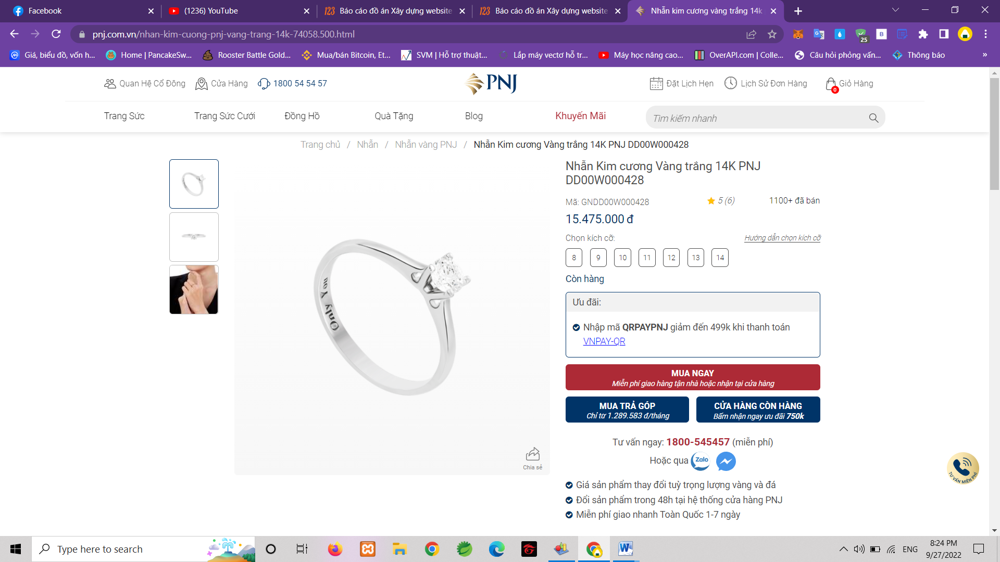 Facebook
(1236) YouTube
Báo cáo đồ án Xây dựng website
Báo cáo đồ án Xây dựng website
Nhẫn kim cương vàng trắng 14k
pnj.com.vn/nhan-kim-cuong-pnj-vang-trang-14k-74058.500.html
25
Giá, biểu đồ, vốn h...
Home | PancakeSw...
Rooster Battle Gold...
Mua/bán Bitcoin, Et...
SVM | Hỗ trợ thuật...
Lắp máy vectơ hỗ tr...
Máy học nâng cao...
OverAPI.com | Colle...
Câu hỏi phỏng vấn...
Thông báo
»
Quan Hệ Cổ Đông
Cửa Hàng
1800 54 54 57
PNJ
Đặt Lịch Hẹn
Lịch Sử Đơn Hàng
0
Giỏ Hàng
Trang Sức
Trang Sức Cưới
Đồng Hồ
Quà Tặng
Blog
Khuyến Mãi
Tìm kiếm nhanh
Trang chủ / Nhẫn / Nhẫn vàng PNJ / Nhẫn Kim cương Vàng trắng 14K PNJ DD00W000428
Only You
Chia sẻ
Nhẫn Kim cương Vàng trắng 14K PNJ
DD00W000428
Mã: GNDD00W000428
5 (6)
1100+ đã bán
15.475.000 đ
Chọn kích cỡ:
Hướng dẫn chọn kích cỡ
8 9 10 11 12 13 14
Còn hàng
Ưu đãi:
Nhập mã QRPAYPNJ giảm đến 499k khi thanh toán
VNPAY-QR
MUA NGAY
Miễn phí giao hàng tận nhà hoặc nhận tại cửa hàng
MUA TRẢ GÓP
Chỉ từ 1.289.583 đ/tháng
CỬA HÀNG CÒN HÀNG
Bấm nhận ngay ưu đãi 750k
Tư vấn ngay: 1800-545457 (miễn phí)
Hoặc qua Zalo
TƯ VẤN MIỄN PHÍ
Giá sản phẩm thay đổi tuỳ trọng lượng vàng và đá
Đổi sản phẩm trong 48h tại hệ thống cửa hàng PNJ
Miễn phí giao nhanh Toàn Quốc 1-7 ngày
Type here to search
ENG
8:24 PM
9/27/2022